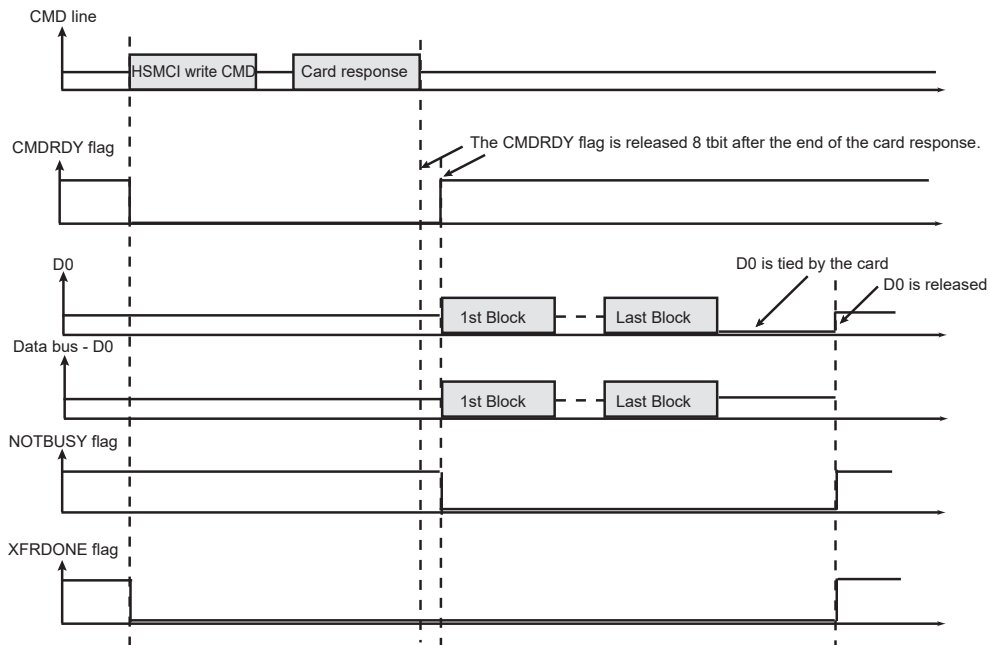 CMD line
HSMCI write CMD
Card response
CMDRDY flag
The CMDRDY flag is released 8 tbit after the end of the card response.
D0
D0 is tied by the card
D0 is released
1st Block
Last Block
Data bus - D0
1st Block
Last Block
NOTBUSY flag
XFRDONE flag